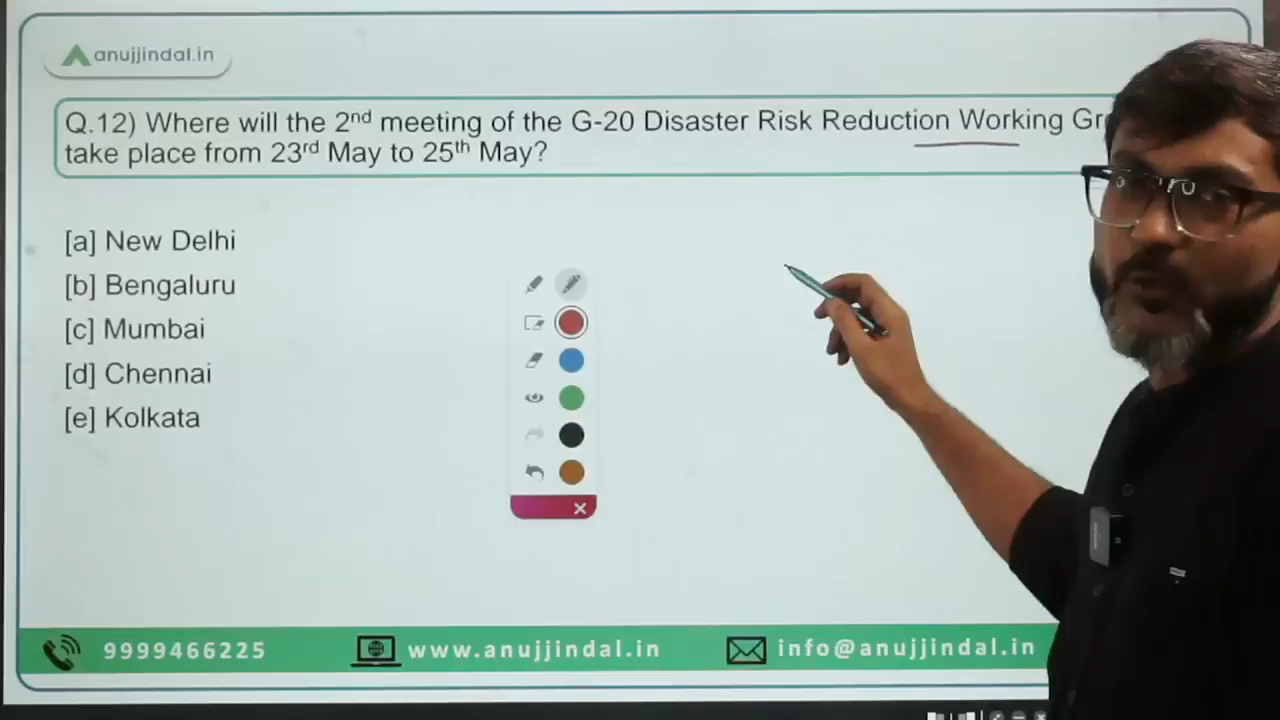 anujjindal.in
Q.12) Where will the 2nd meeting of the G-20 Disaster Risk Reduction Working
take place from 23rd May to 25th May?
[a] New Delhi
[b] Bengaluru
[c] Mumbai
[d] Chennai
[e] Kolkata
9999466225 www.anujjindal.in info@anujjindal.in